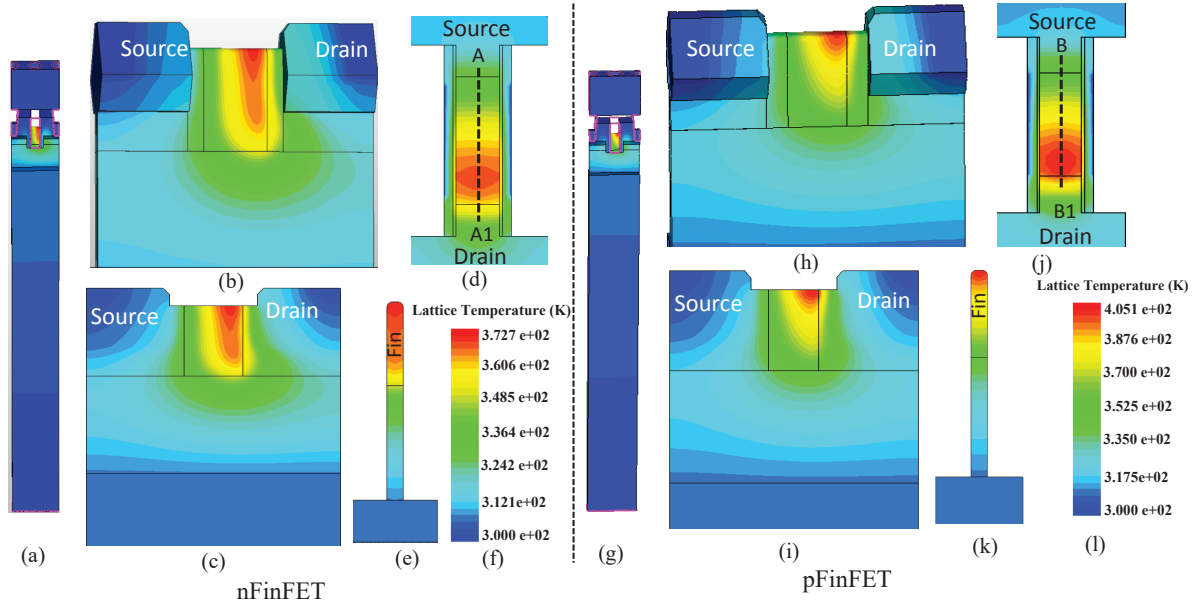 Source
Drain
(b)
Source
A
A1
Drain
(d)
Source
Drain
(c)
(a)
Fin
(e)
Lattice Temperature (K)
3.727 e+02
3.606 e+02
3.485 e+02
3.364 e+02
3.242 e+02
3.121e+02
3.000 e+02
(f)
nFinFET
Source
Drain
(h)
Source
B
B1
Drain
(j)
(g)
Source
Drain
(i)
Fin
(k)
Lattice Temperature (K)
4.051 e+02
3.876 e+02
3.700 e+02
3.525 e+02
3.350 e+02
3.175e+02
3.000 e+02
(l)
pFinFET